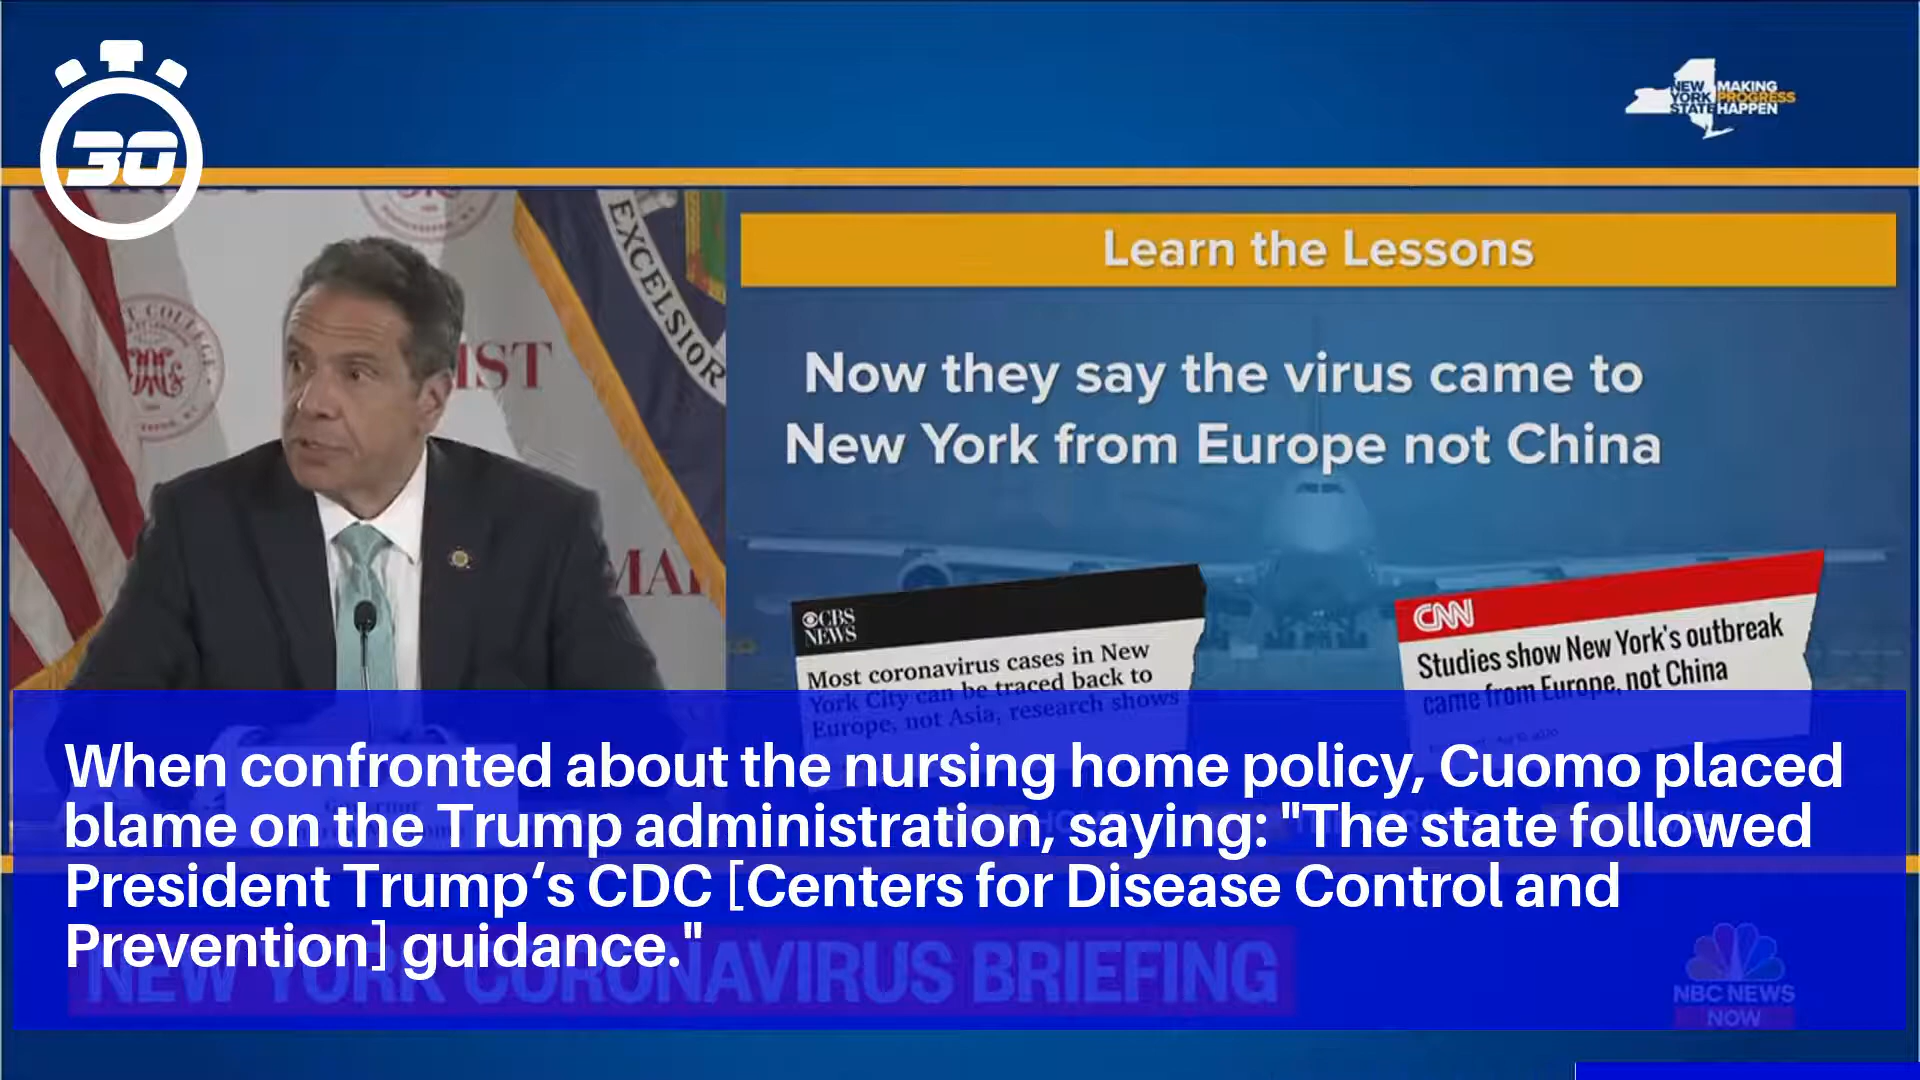 30
NEW
YORK
STATE
MAKING
PROGRESS
HAPPEN
EXCELSIOR
Learn the Lessons
Now they say the virus came to
New York from Europe not China
CBS
NEWS
Most coronavirus cases in New
York City can be traced back to
Europe, not Asia, research shows
CNN
Studies show New York's outbreak
came from Europe, not China
When confronted about the nursing home policy, Cuomo placed
blame on the Trump administration, saying: "The state followed
President Trump‘s CDC [Centers for Disease Control and
Prevention] guidance."
NEW YORK CORONAVIRUS BRIEFING
NBC NEWS
NOW